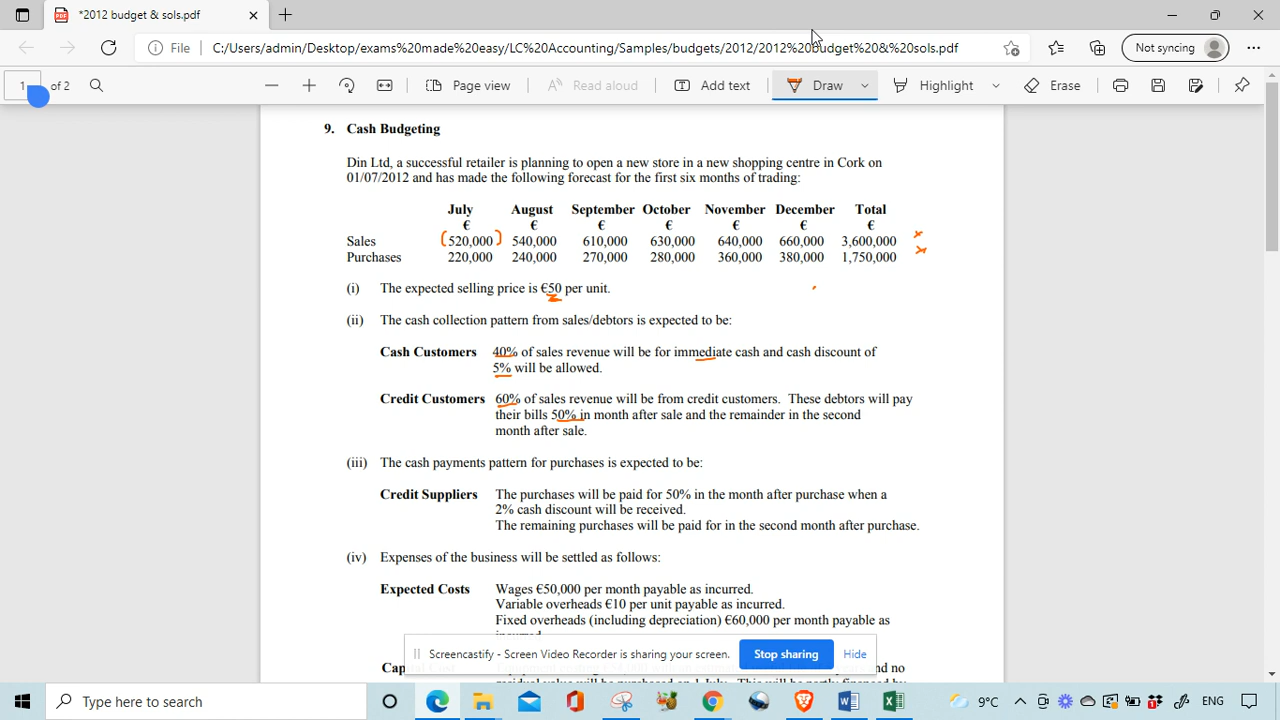 *2012 budget & sols.pdf
File C:/Users/admin/Desktop/exams%20made%20easy/LC%20Accounting/Samples/budgets/2012/2012%20budget%20&%20sols.pdf Not syncing
1 of 2 Page view Read aloud Add text Draw Highlight Erase
9. Cash Budgeting
Din Ltd, a successful retailer is planning to open a new store in a new shopping centre in Cork on
01/07/2012 and has made the following forecast for the first six months of trading:
July August September October November December Total
€ € € € € € €
Sales 520,000 540,000 610,000 630,000 640,000 660,000 3,600,000
Purchases 220,000 240,000 270,000 280,000 360,000 380,000 1,750,000
(i) The expected selling price is €50 per unit.
(ii) The cash collection pattern from sales/debtors is expected to be:
Cash Customers 40% of sales revenue will be for immediate cash and cash discount of
5% will be allowed.
Credit Customers 60% of sales revenue will be from credit customers. These debtors will pay
their bills 50% in month after sale and the remainder in the second
month after sale.
(iii) The cash payments pattern for purchases is expected to be:
Credit Suppliers The purchases will be paid for 50% in the month after purchase when a
2% cash discount will be received.
The remaining purchases will be paid for in the second month after purchase.
(iv) Expenses of the business will be settled as follows:
Expected Costs Wages €50,000 per month payable as incurred.
Variable overheads €10 per unit payable as incurred.
Fixed overheads (including depreciation) €60,000 per month payable as
Screencastify - Screen Video Recorder is sharing your screen. Stop sharing Hide
Type here to search 9°C ENG